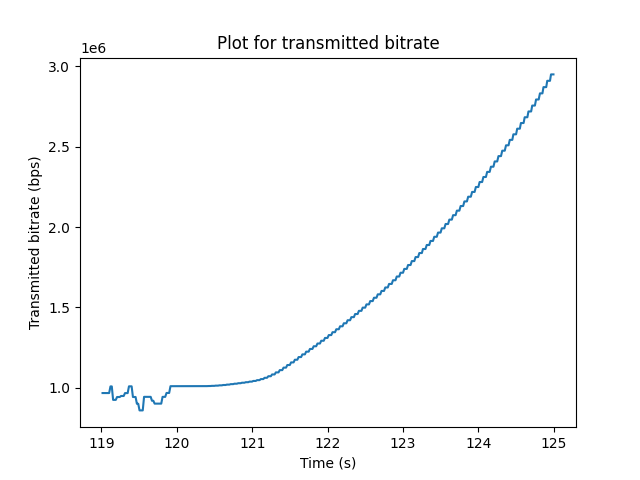 Plot for transmitted bitrate
1e6
3.0
2.5
2.0
1.5
1.0
Transmitted bitrate (bps)
119 120 121 122 123 124 125
Time (s)